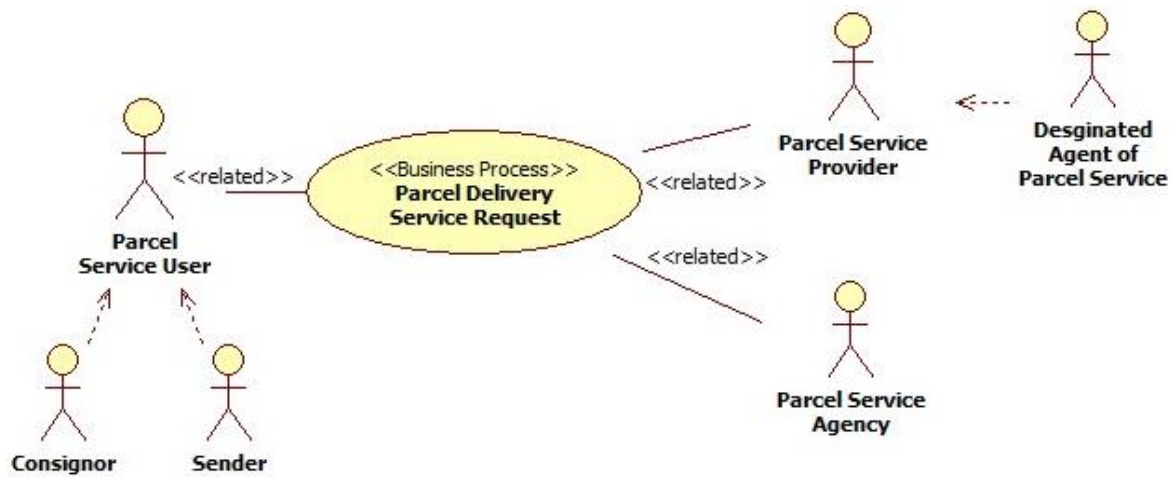 <<related>>
Parcel
Service User
Consignor
Sender
<<Business Process>>
Parcel Delivery
Service Request
<<related>>
<<related>>
Parcel Service
Provider
Desginated
Agent of
Parcel Service
Parcel Service
Agency